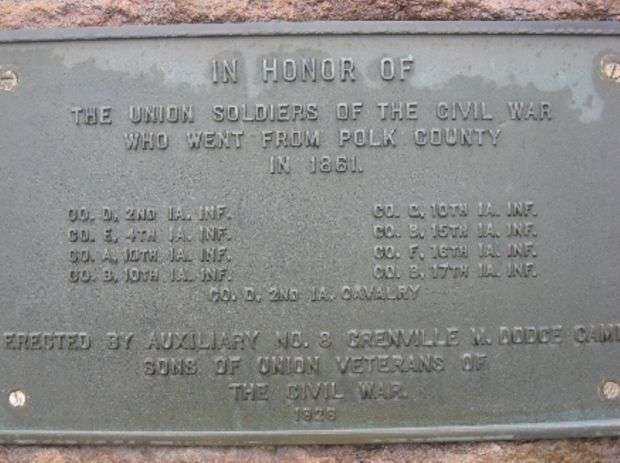 IN HONOR OF
THE UNION SOLDIERS OF THE CIVIL WAR
WHO WENT FROM POLK COUNTY
IN 1861.
CO. D, 2ND IA. INF.
CO. E, 4TH IA. INF.
CO. A, 10TH IA. INF.
CO. B, 10TH IA. INF.
CO. C, 10TH IA. INF.
CO. B, 15TH IA. INF.
CO. F, 16TH IA. INF.
CO. B, 17TH IA. INF.
CO. D, 2ND IA. CAVALRY
ERECTED BY AUXILIARY NO. 8 GRENVILLE M. DODGE CAMP
SONS OF UNION VETERANS OF
THE CIVIL WAR.